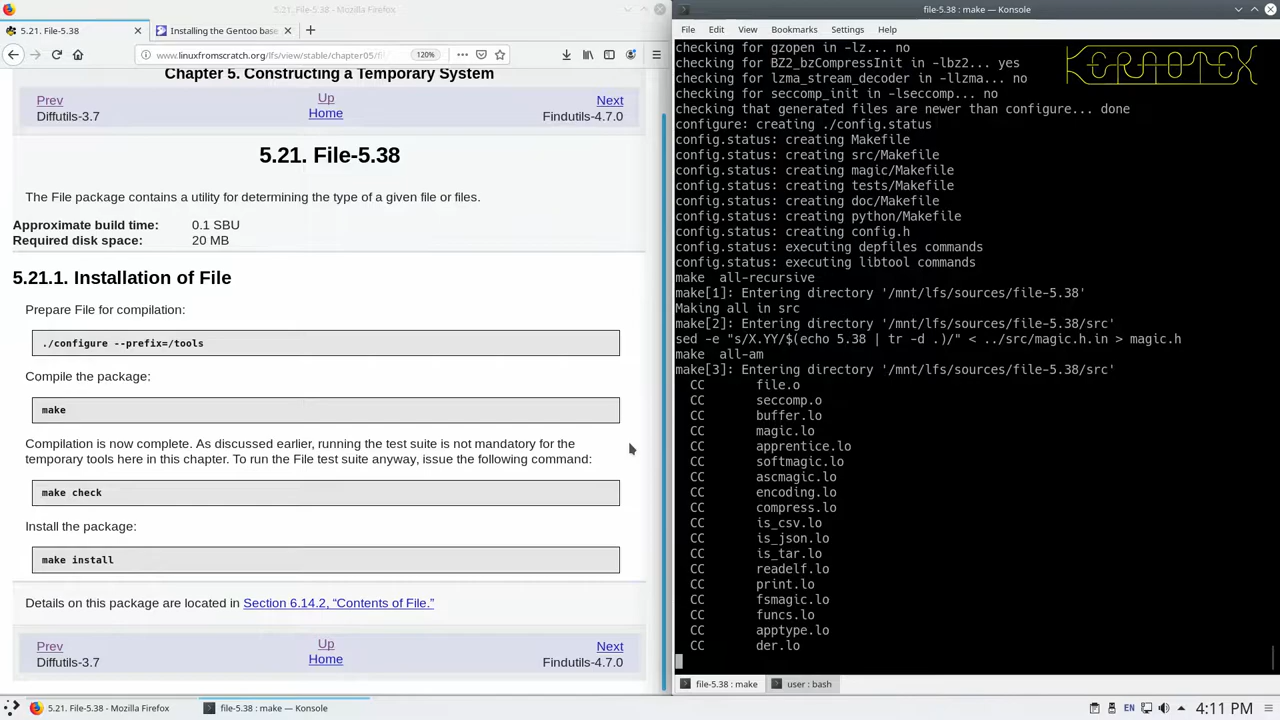 5.21. File-5.38 - Mozilla Firefox
5.21. File-5.38
Installing the Gentoo base
www.linuxfromscratch.org/lfs/view/stable/chapter05/fi
120%
Chapter 5. Constructing a Temporary System
Prev
Up
Next
Diffutils-3.7
Home
Findutils-4.7.0
5.21. File-5.38
The File package contains a utility for determining the type of a given file or files.
Approximate build time: 0.1 SBU
Required disk space: 20 MB
5.21.1. Installation of File
Prepare File for compilation:
./configure --prefix=/tools
Compile the package:
make
Compilation is now complete. As discussed earlier, running the test suite is not mandatory for the
temporary tools here in this chapter. To run the File test suite anyway, issue the following command:
make check
Install the package:
make install
Details on this package are located in Section 6.14.2, “Contents of File.”
Prev
Up
Next
Diffutils-3.7
Home
Findutils-4.7.0
file-5.38 : make — Konsole
File Edit View Bookmarks Settings Help
KERNOTEX
checking for gzopen in -lz... no
checking for BZ2_bzCompressInit in -lbz2... yes
checking for lzma_stream_decoder in -llzma... no
checking for seccomp_init in -lseccomp... no
checking that generated files are newer than configure... done
configure: creating ./config.status
config.status: creating Makefile
config.status: creating src/Makefile
config.status: creating magic/Makefile
config.status: creating tests/Makefile
config.status: creating doc/Makefile
config.status: creating python/Makefile
config.status: creating config.h
config.status: executing depfiles commands
config.status: executing libtool commands
make  all-recursive
make[1]: Entering directory '/mnt/lfs/sources/file-5.38'
Making all in src
make[2]: Entering directory '/mnt/lfs/sources/file-5.38/src'
sed -e "s/X.YY/$(echo 5.38 | tr -d .)/" < ../src/magic.h.in > magic.h
make  all-am
make[3]: Entering directory '/mnt/lfs/sources/file-5.38/src'
CC file.o
CC seccomp.o
CC buffer.lo
CC magic.lo
CC apprentice.lo
CC softmagic.lo
CC ascmagic.lo
CC encoding.lo
CC compress.lo
CC is_csv.lo
CC is_json.lo
CC is_tar.lo
CC readelf.lo
CC print.lo
CC fsmagic.lo
CC funcs.lo
CC apptype.lo
CC der.lo
file-5.38 : make
user : bash
5.21. File-5.38 - Mozilla Firefox
file-5.38 : make — Konsole
EN
4:11 PM